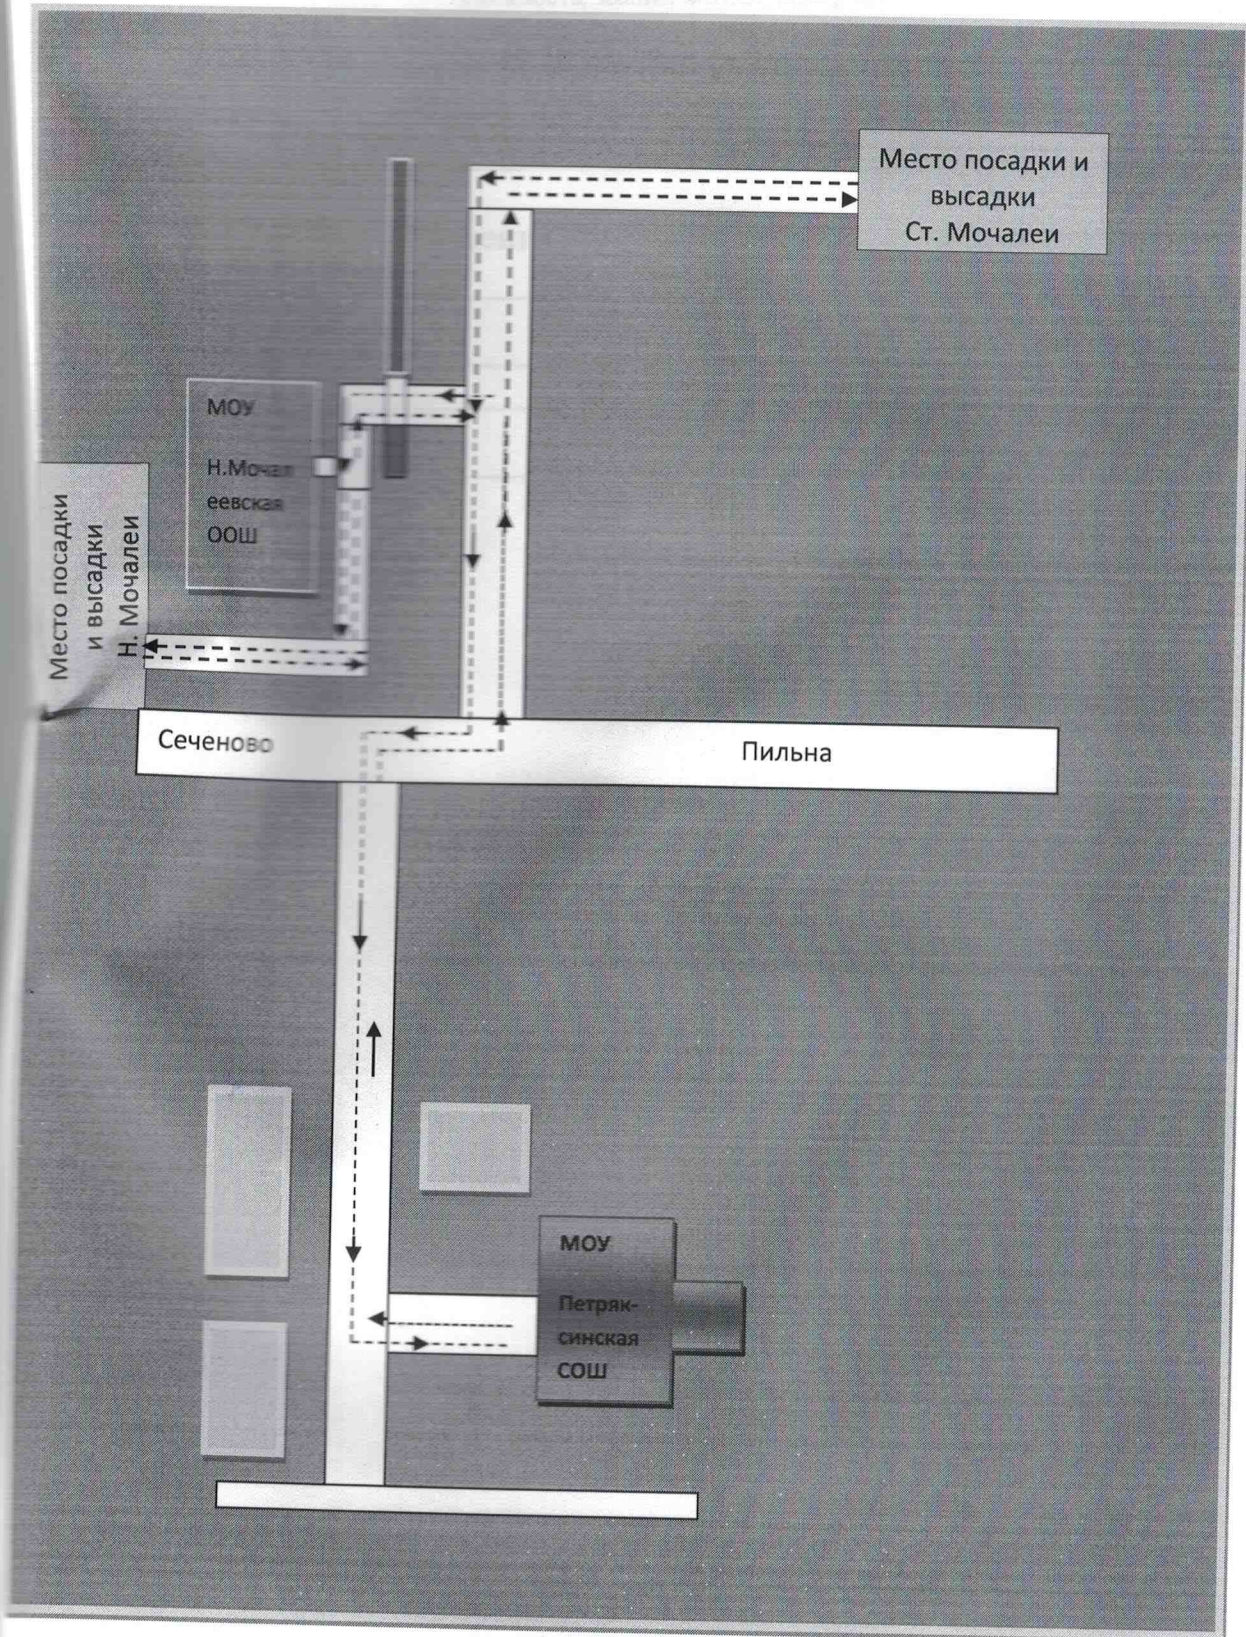 Место посадки и
высадки
Ст. Мочалеи
МОУ
Н.Мочал
еевская
ООШ
Место посадки
и высадки
Н. Мочалеи
Сеченово
Пильна
МОУ
Петряк-
синская
СОШ